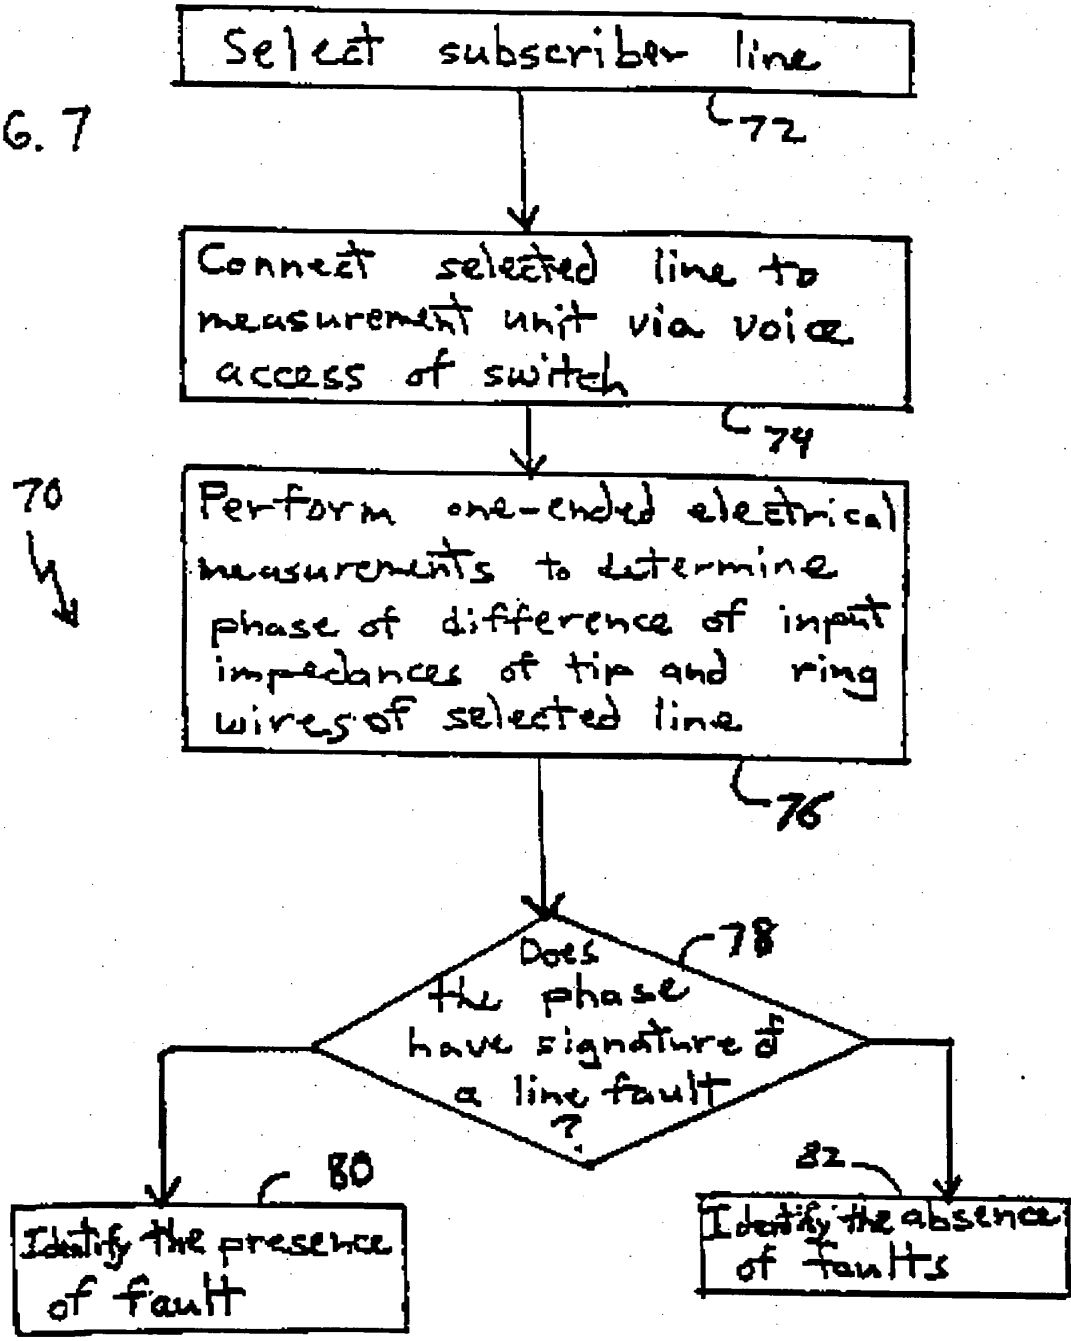 Select subscriber line
72
G. 7
Connect selected line to
measurement unit via voice
access of switch
74
70
Perform one-ended electrical
measurements to determine
phase of difference of input
impedances of tip and ring
wires of selected line
76
78
Does
the phase
have signature of
a line fault
?
80
82
Identify the presence
of fault
Identify the absence
of faults